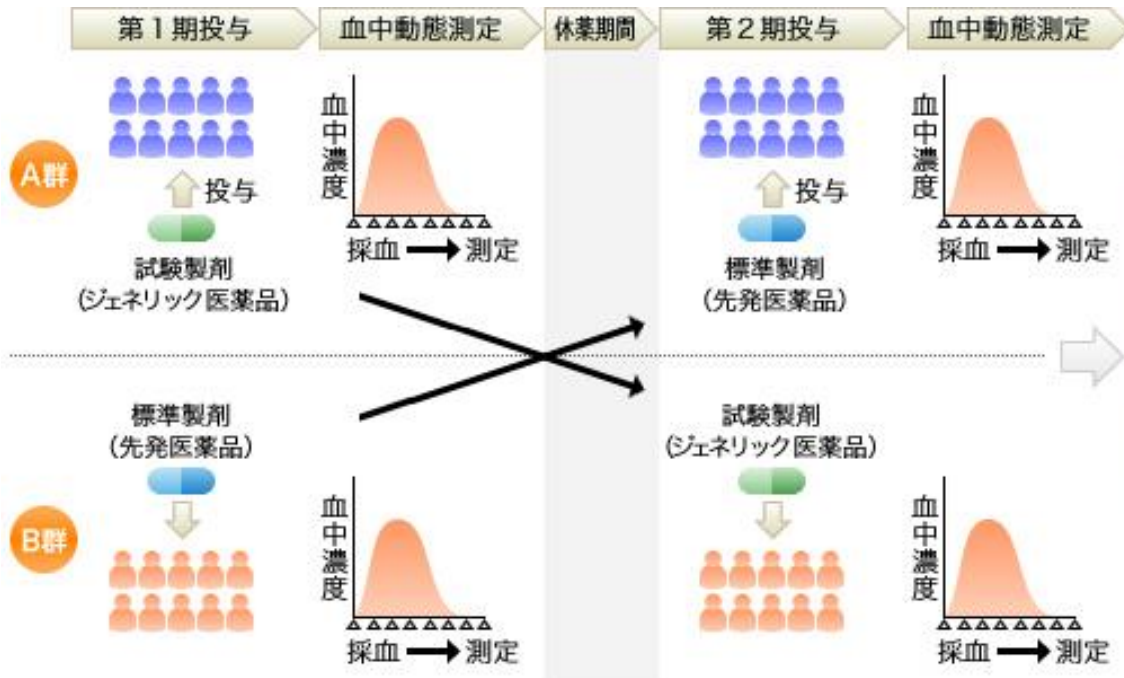 第1期投与
血中動態測定
休薬期間
第2期投与
血中動態測定
A群
投与
試験製剤
(ジェネリック医薬品)
血中濃度
採血 → 測定
投与
標準製剤
(先発医薬品)
血中濃度
採血 → 測定
B群
標準製剤
(先発医薬品)
血中濃度
採血 → 測定
試験製剤
(ジェネリック医薬品)
血中濃度
採血 → 測定